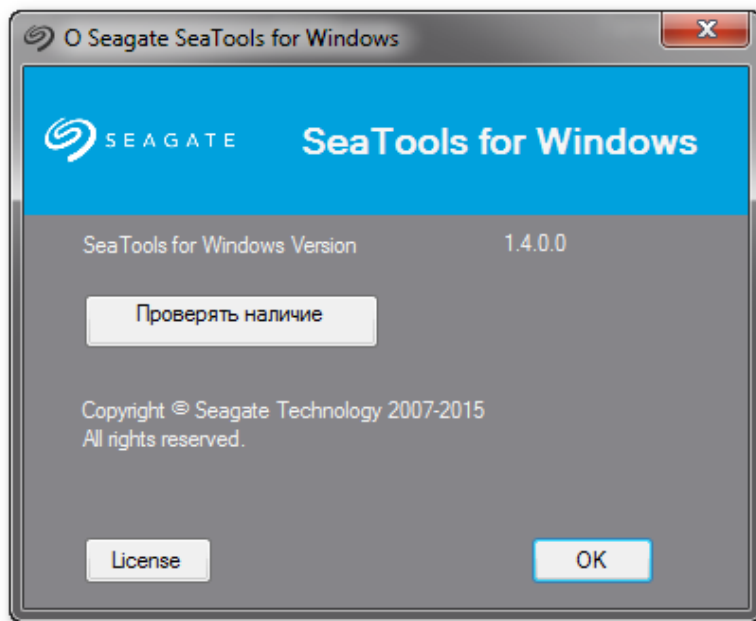 О Seagate SeaTools for Windows
SEAGATE
SeaTools for Windows
SeaTools for Windows Version 1.4.0.0
Проверять наличие
Copyright © Seagate Technology 2007-2015
All rights reserved.
License OK